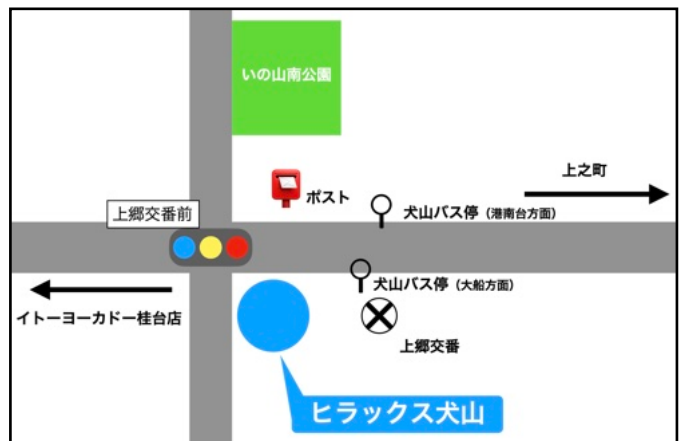 いの山南公園
上之町
ポスト
上郷交番前
犬山バス停（港南台方面）
犬山バス停（大船方面）
イトーヨーカドー桂台店
上郷交番
ヒラックス犬山